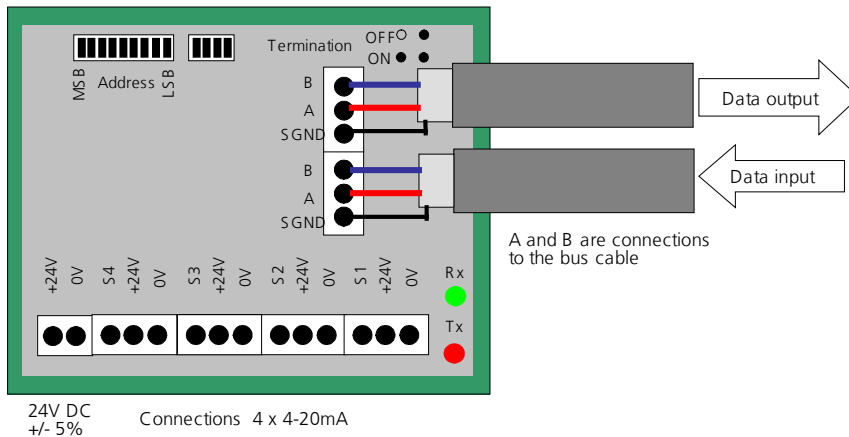 Termination
OFF
ON
MSB
Address
LSB
B
A
SGND
Data output
B
A
SGND
Data input
A and B are connections
to the bus cable
+24V
0V
S4
+24V
0V
S3
+24V
0V
S2
+24V
0V
S1
+24V
0V
Rx
Tx
24V DC
+/- 5%
Connections 4 x 4-20mA